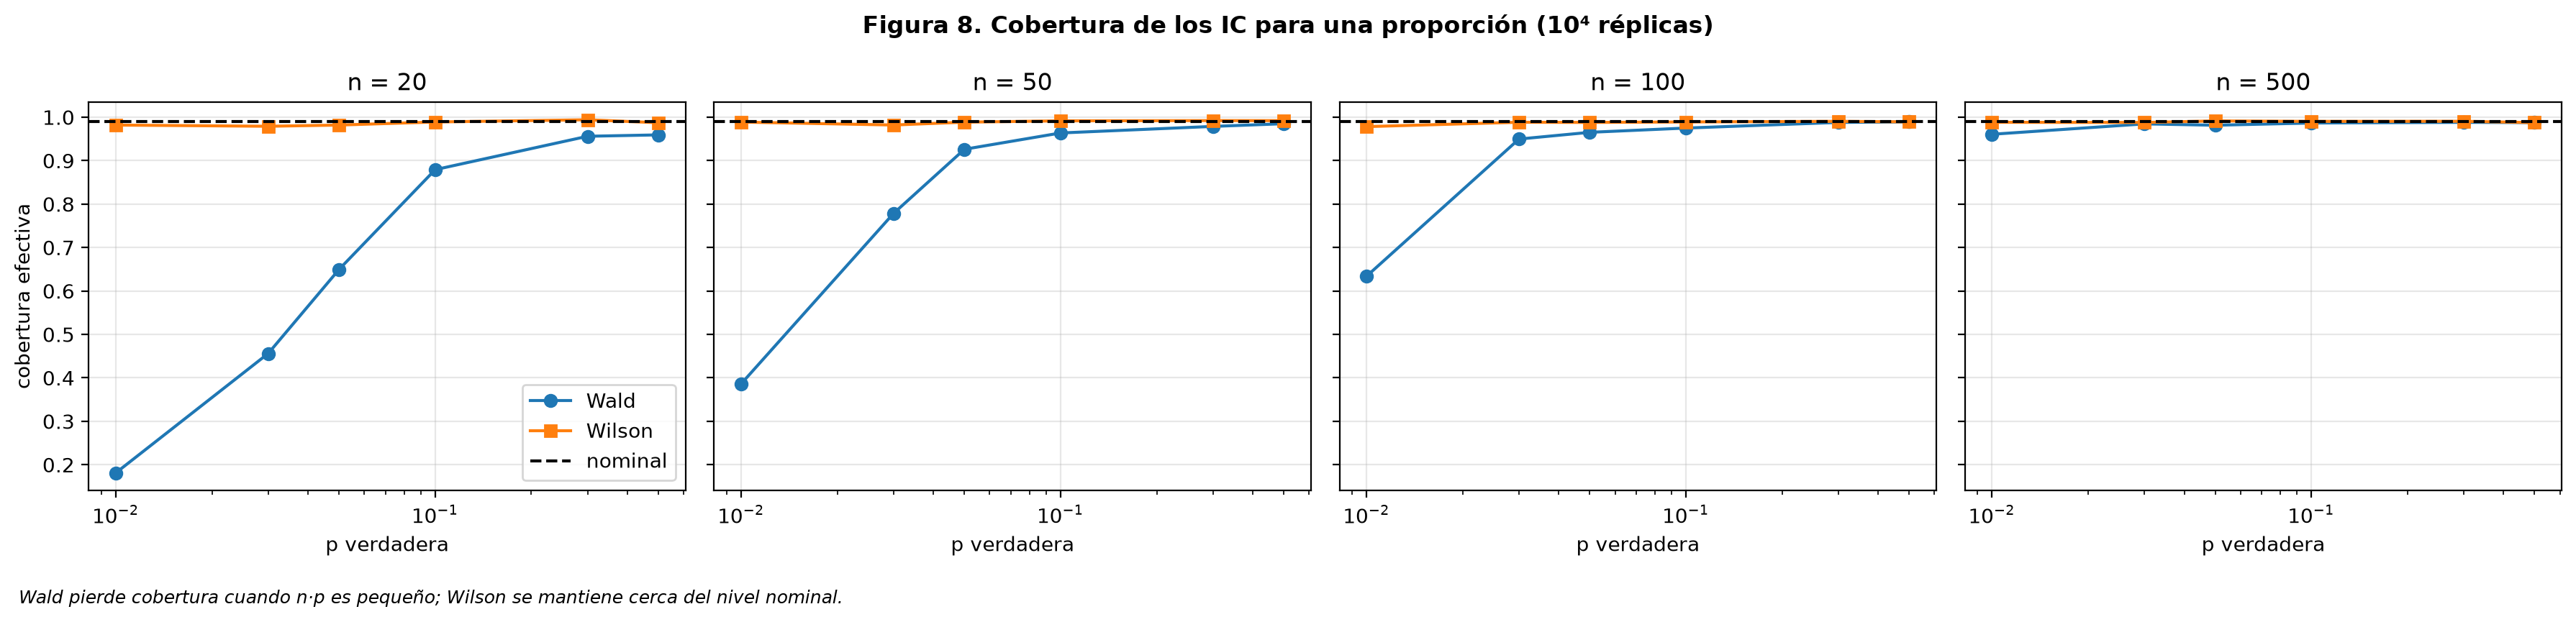 Figura 8. Cobertura de los IC para una proporción (10⁴ réplicas)
n = 20
n = 50
n = 100
n = 500
cobertura efectiva
1.0
0.9
0.8
0.7
0.6
0.5
0.4
0.3
0.2
Wald
Wilson
nominal
10⁻² 10⁻¹
10⁻² 10⁻¹
10⁻² 10⁻¹
10⁻² 10⁻¹
p verdadera
p verdadera
p verdadera
p verdadera
Wald pierde cobertura cuando n·p es pequeño; Wilson se mantiene cerca del nivel nominal.